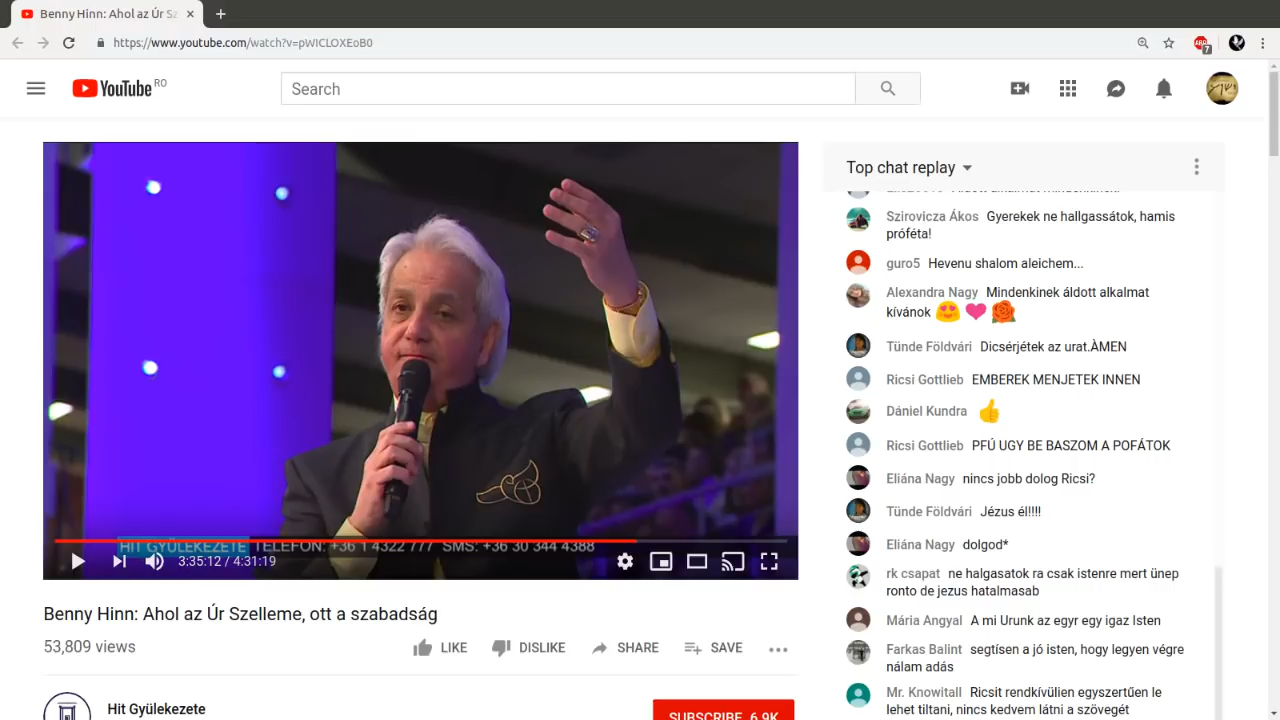 Benny Hinn: Ahol az Úr Sz
https://www.youtube.com/watch?v=pWICLOXEoB0
ABP
7
YouTube RO
Search
Top chat replay
Szirovicza Ákos Gyerekek ne hallgassátok, hamis
próféta!
guro5 Hevenu shalom aleichem...
Alexandra Nagy Mindenkinek áldott alkalmat
kívánok 😍 💗 🌹
Tünde Földvári Dicsérjétek az urat.ÀMEN
Ricsi Gottlieb EMBEREK MENJETEK INNEN
Dániel Kundra 👍
Ricsi Gottlieb PFÚ UGY BE BASZOM A POFÁTOK
Eliána Nagy nincs jobb dolog Ricsi?
Tünde Földvári Jézus él!!!!
Eliána Nagy dolgod*
rk csapat ne halgasatok ra csak istenre mert ünep
ronto de jezus hatalmasab
Mária Angyal A mi Urunk az egyr egy igaz Isten
Farkas Balint segtísen a jó isten, hogy legyen végre
nálam adás
Mr. Knowitall Ricsit rendkívülien egyszertűen le
lehet tiltani, nincs kedvem látni a szövegét
HIT GYÜLEKEZETE TELEFON: +36 1 4322 777 SMS: +36 30 344 4388
3:35:12 / 4:31:19
Benny Hinn: Ahol az Úr Szelleme, ott a szabadság
53,809 views
LIKE DISLIKE SHARE SAVE
Hit Gyülekezete
SUBSCRIBE 6.9K